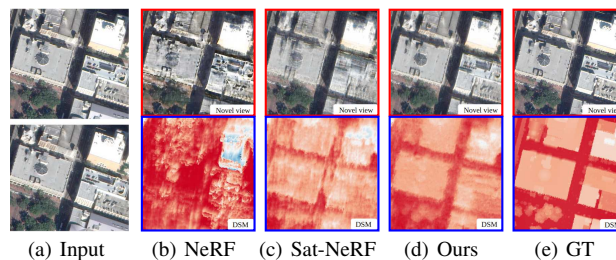 Novel view
Novel view
Novel view
Novel view
DSM
DSM
DSM
DSM
(a) Input
(b) NeRF
(c) Sat-NeRF
(d) Ours
(e) GT